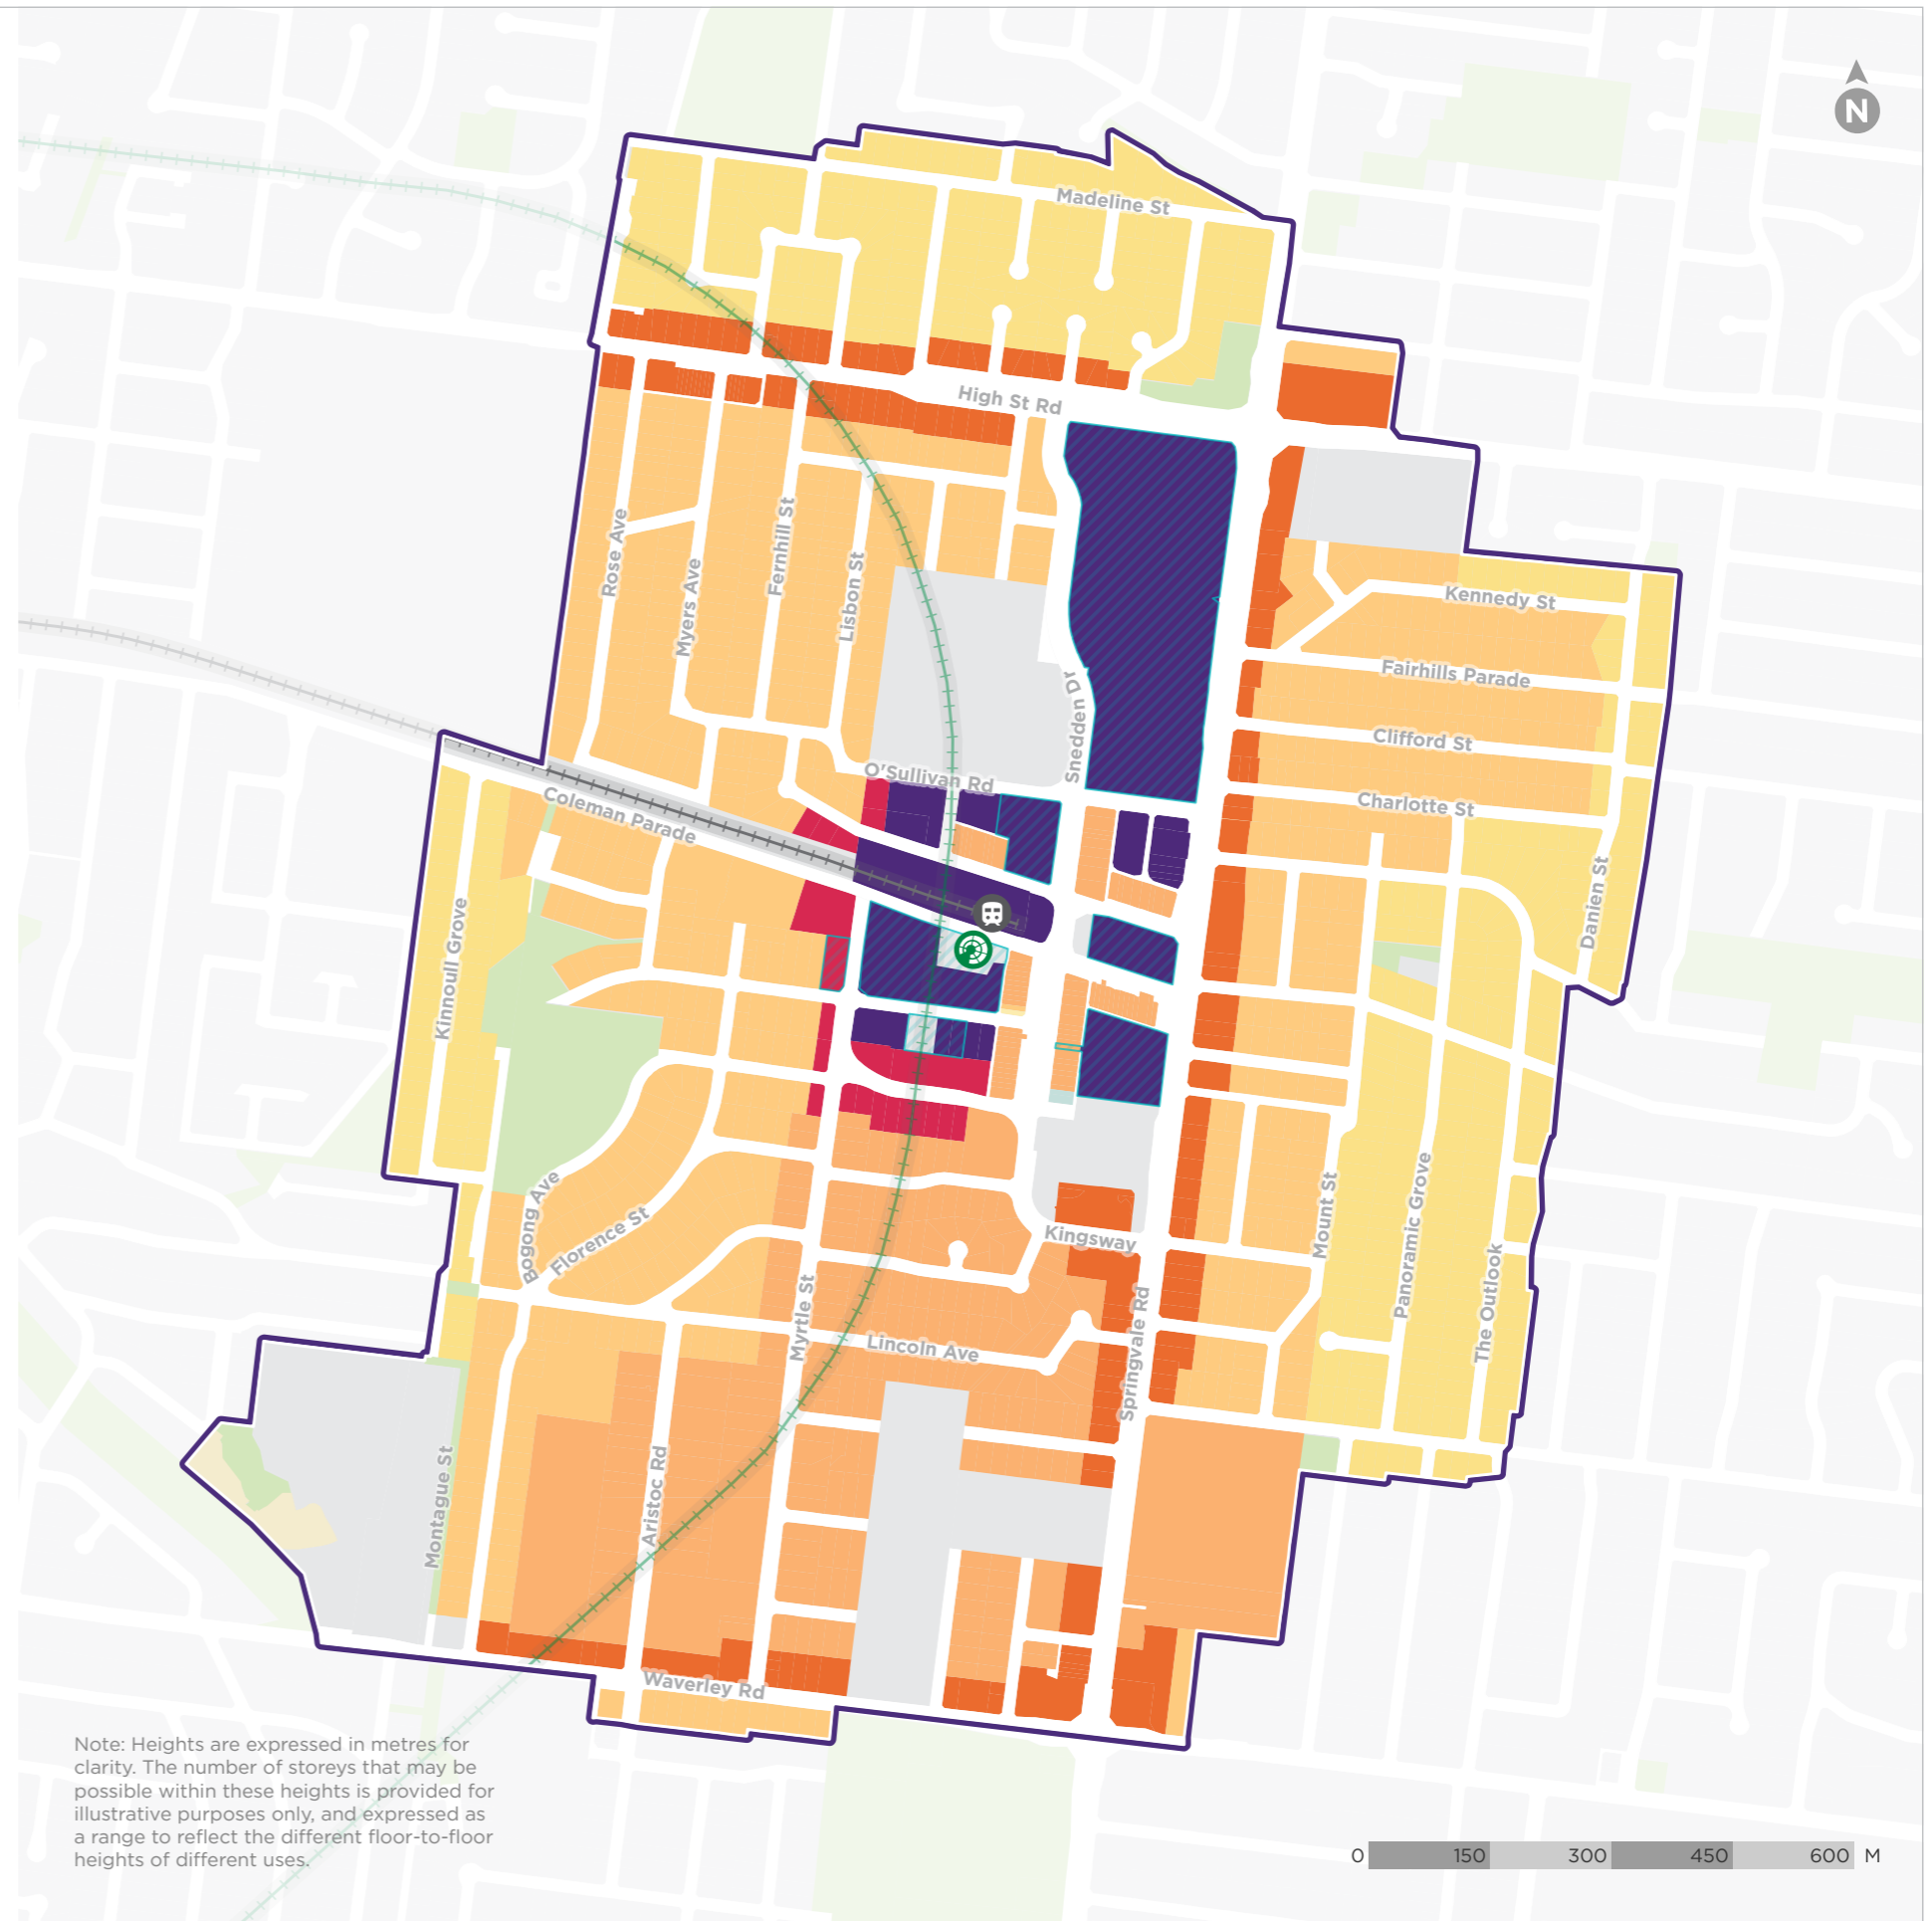 N
Madeline St
High St Rd
Rose Ave
Myers Ave
Fernhill St
Lisbon St
Kennedy St
Fairhills Parade
Snedden Dr
Clifford St
O'Sullivan Rd
Coleman Parade
Charlotte St
Danien St
Kinnoull Grove
Bogong Ave
Florence St
Kingsway
Mount St
Panoramic Grove
The Outlook
Myrtle St
Lincoln Ave
Springvale Rd
Montague St
Aristoc Rd
Waverley Rd
Note: Heights are expressed in metres for
clarity. The number of storeys that may be
possible within these heights is provided for
illustrative purposes only, and expressed as
a range to reflect the different floor-to-floor
heights of different uses.
0 150 300 450 600 M